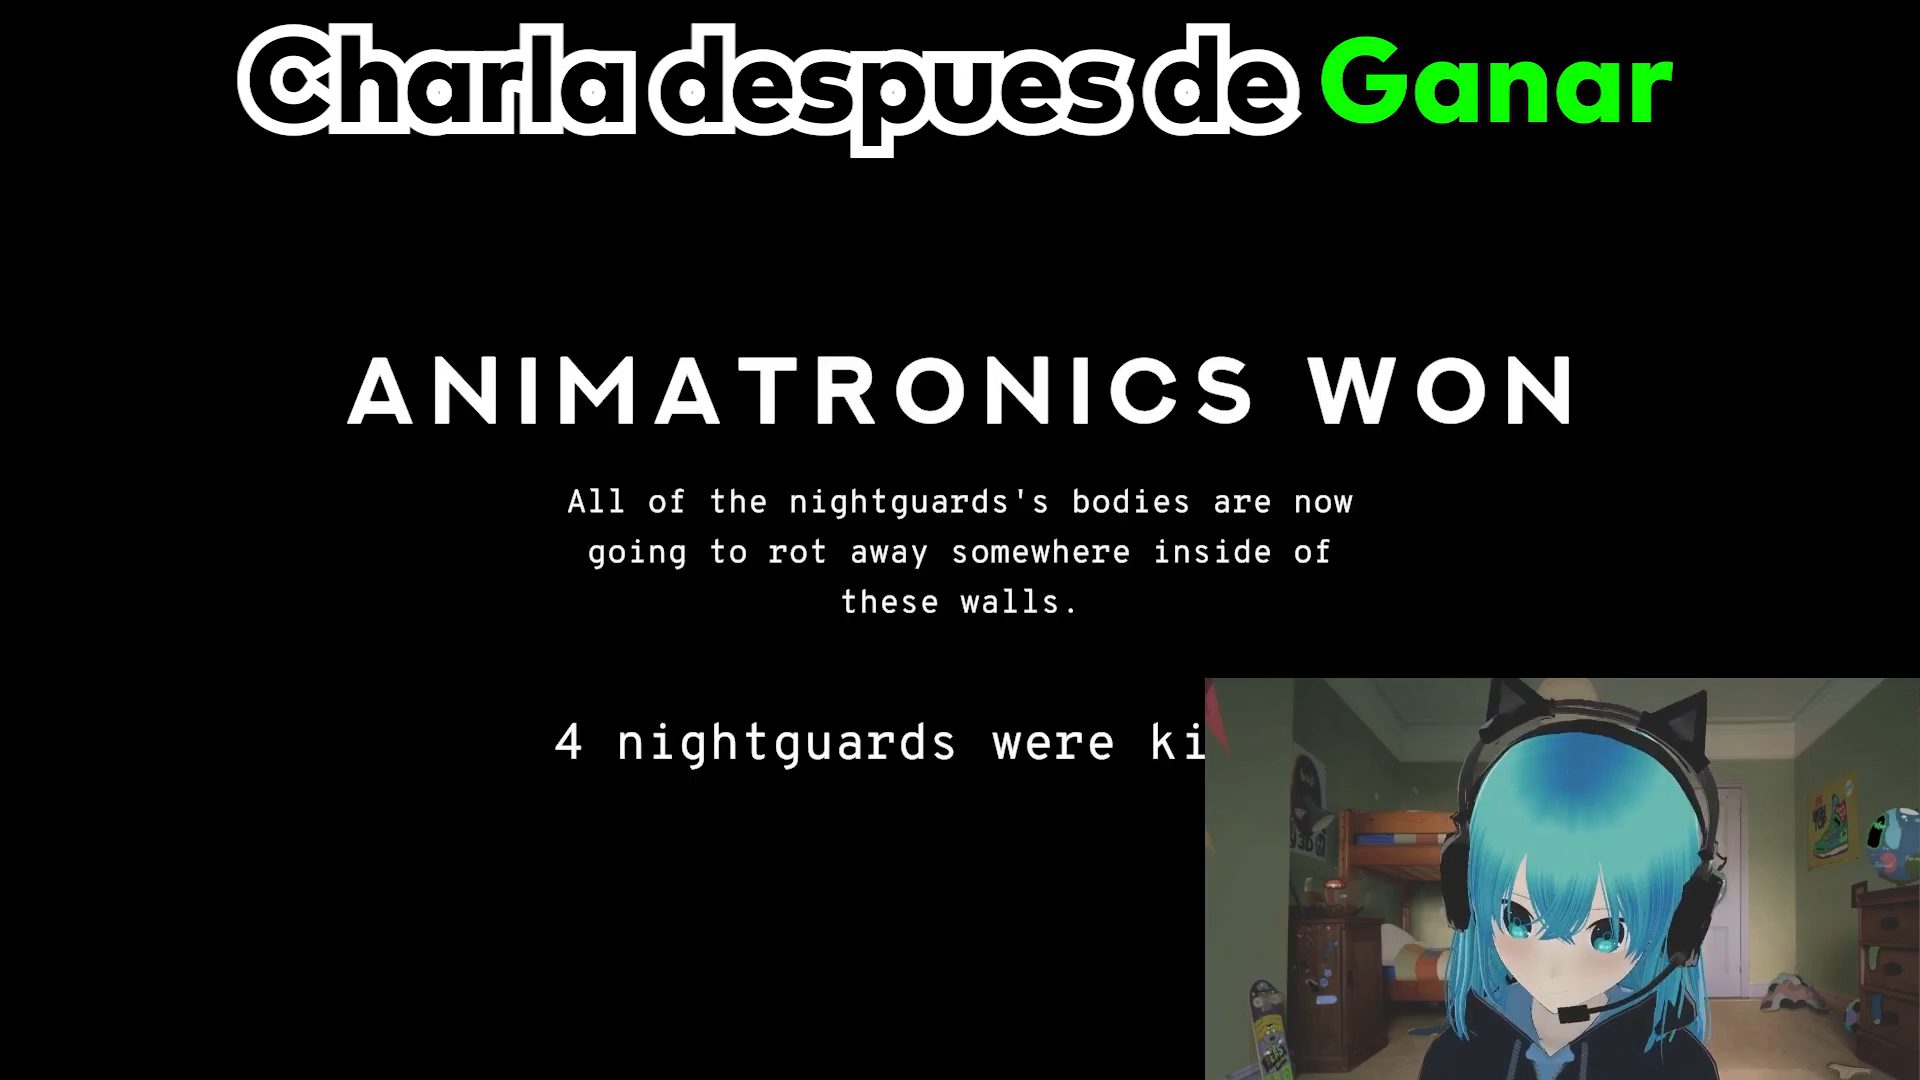 Charla despues de Ganar
ANIMATRONICS WON
All of the nightguards's bodies are now
going to rot away somewhere inside of
these walls.
4 nightguards were ki